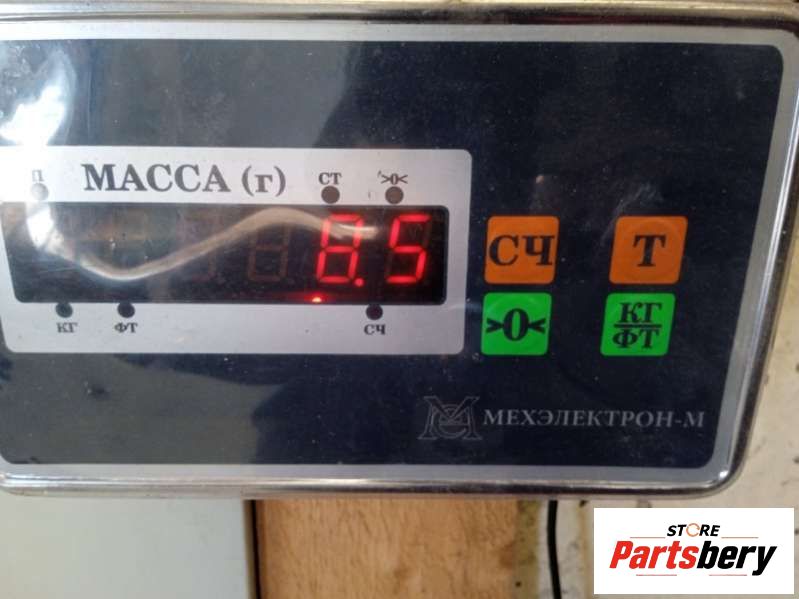 П МАССА (г) СТ >0<
8.5
КГ ФТ СЧ
СЧ Т
>0< КГ/ФТ
МЕХЭЛЕКТРОН-М
STORE
Partsbery